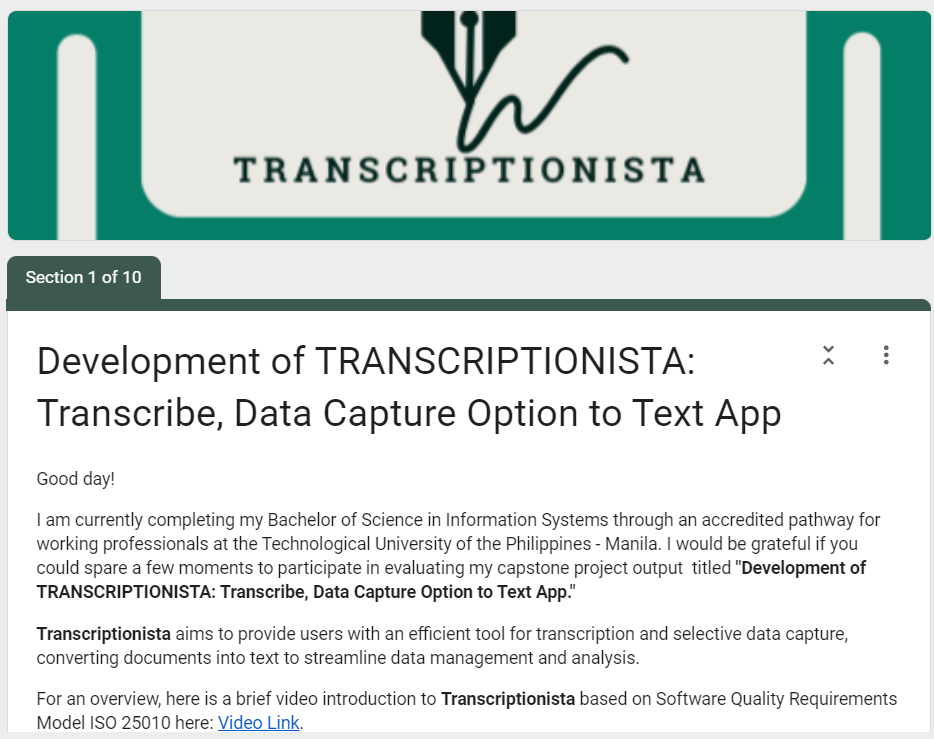 TRANSCRIPTIONISTA
Section 1 of 10
Development of TRANSCRIPTIONISTA:
Transcribe, Data Capture Option to Text App
Good day!
I am currently completing my Bachelor of Science in Information Systems through an accredited pathway for
working professionals at the Technological University of the Philippines - Manila. I would be grateful if you
could spare a few moments to participate in evaluating my capstone project output  titled "Development of
TRANSCRIPTIONISTA: Transcribe, Data Capture Option to Text App."
Transcriptionista aims to provide users with an efficient tool for transcription and selective data capture,
converting documents into text to streamline data management and analysis.
For an overview, here is a brief video introduction to Transcriptionista based on Software Quality Requirements
Model ISO 25010 here: Video Link.